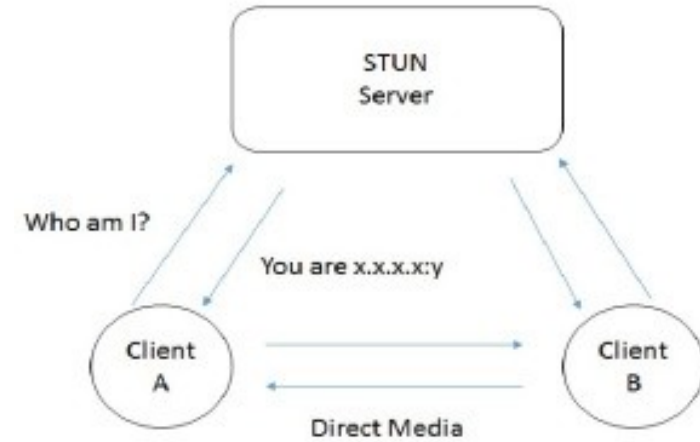 STUN
Server
Who am I?
You are x.x.x.x:y
Client
A
Client
B
Direct Media